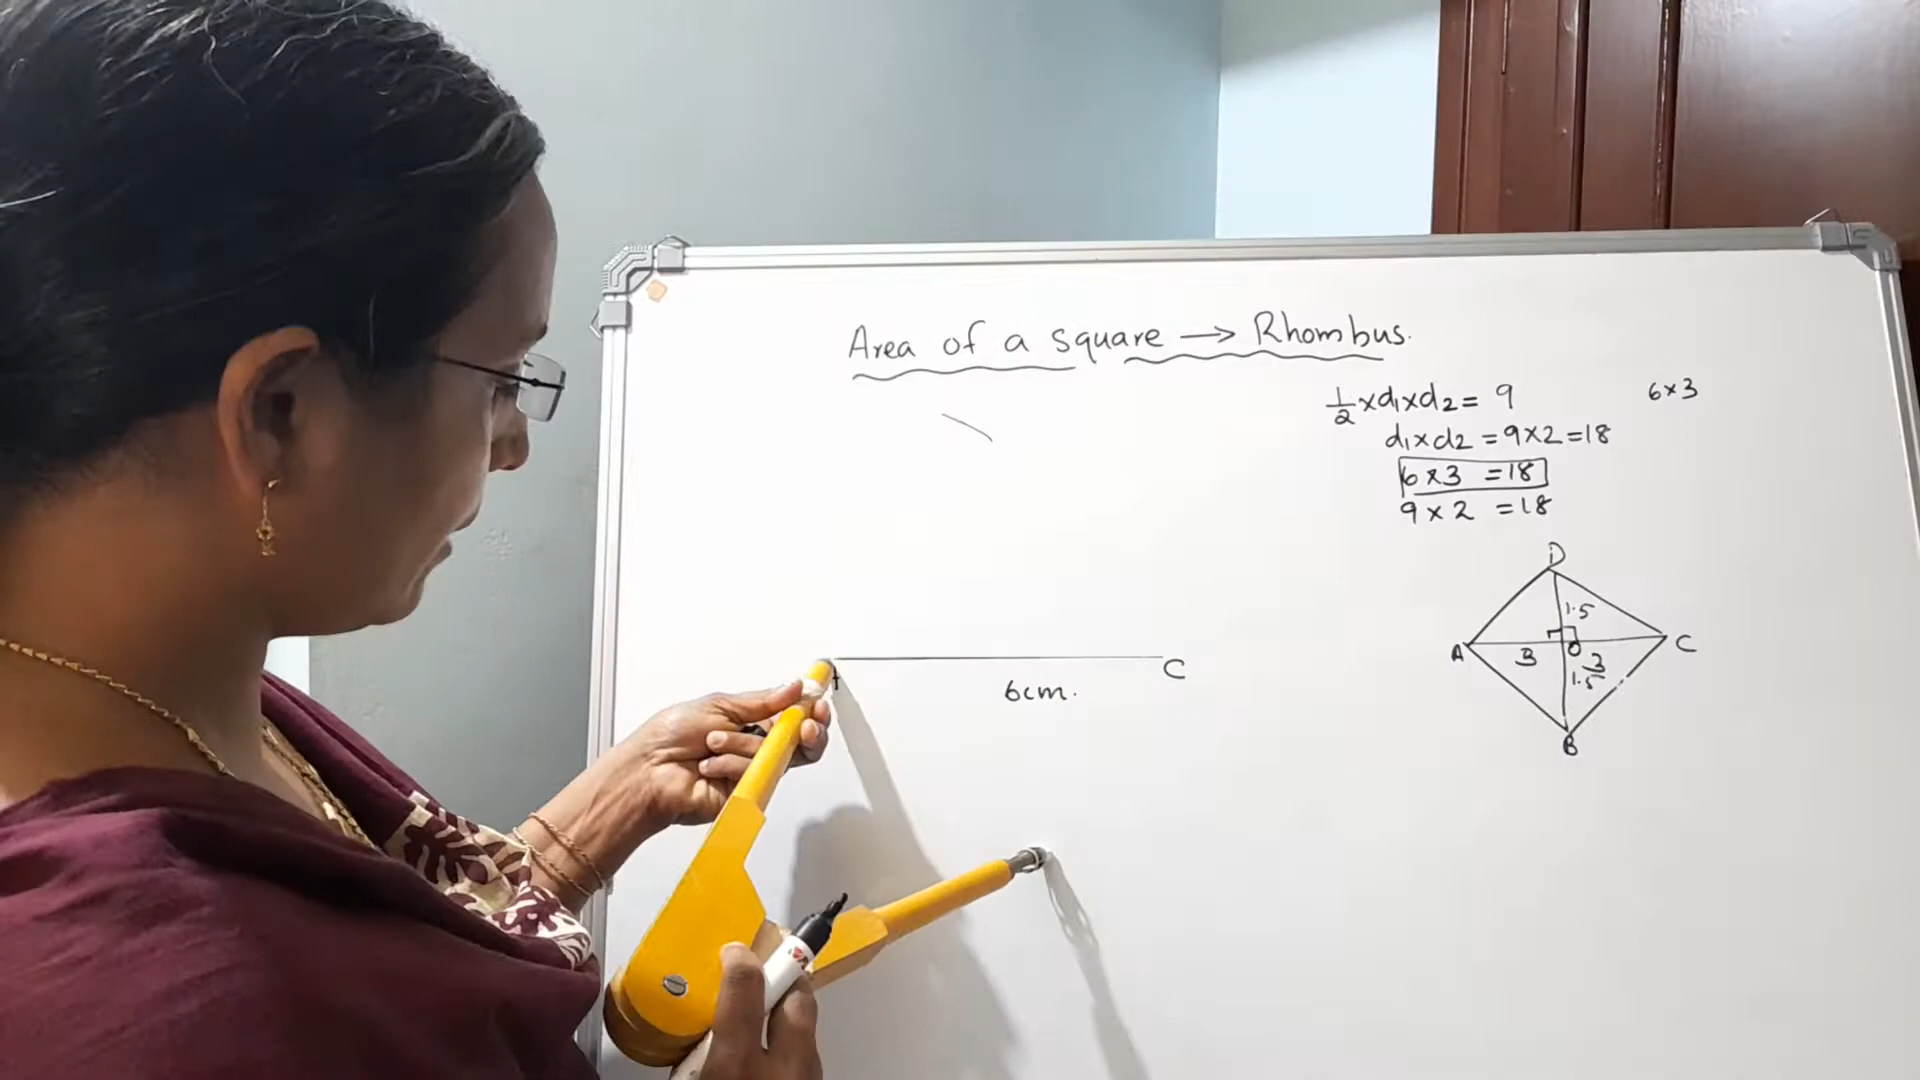 Area of a square → Rhombus.
1/2 x d1 x d2 = 9
6 x 3
d1 x d2 = 9 x 2 = 18
6 x 3 = 18
9 x 2 = 18
D
1.5
A
3
O
3
C
1.5
B
C
6cm.